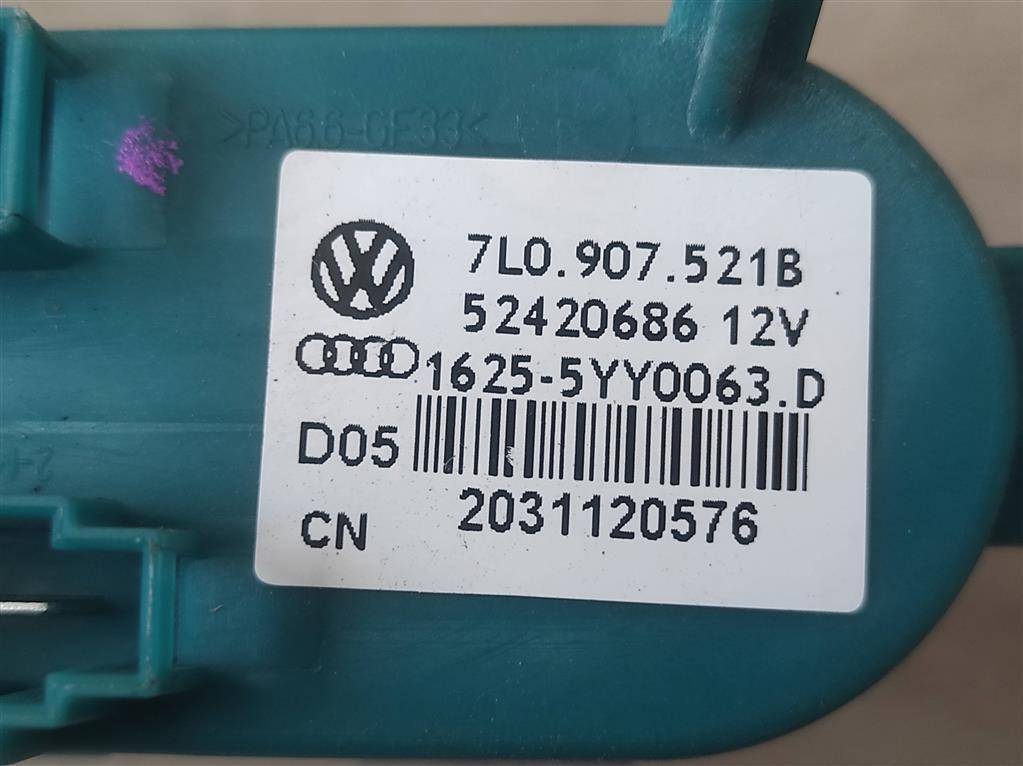 >PA66-GF33<
7L0.907.521B
52420686 12V
1625-5YY0063.D
D05
2031120576
CN